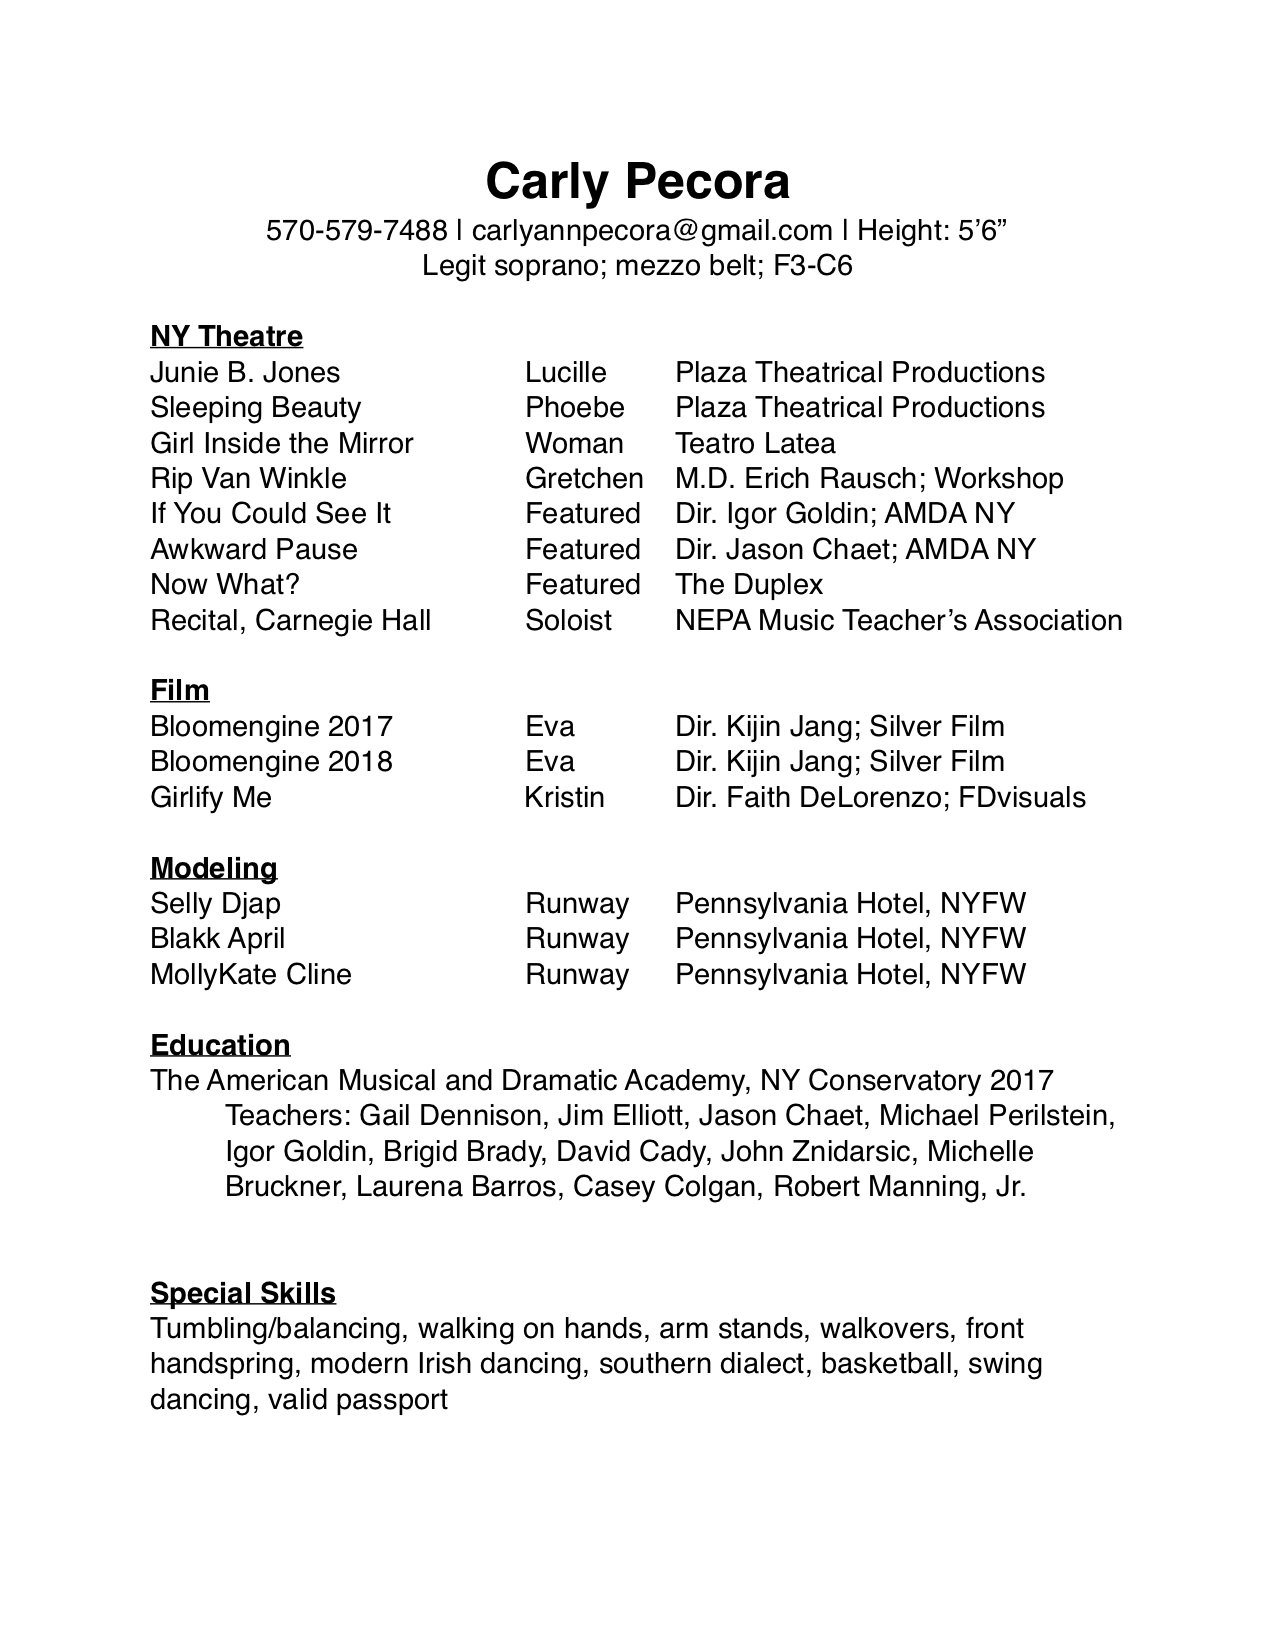 Carly Pecora
570-579-7488 | carlyannpecora@gmail.com | Height: 5’6”
Legit soprano; mezzo belt; F3-C6
NY Theatre
Junie B. Jones Lucille Plaza Theatrical Productions
Sleeping Beauty Phoebe Plaza Theatrical Productions
Girl Inside the Mirror Woman Teatro Latea
Rip Van Winkle Gretchen M.D. Erich Rausch; Workshop
If You Could See It Featured Dir. Igor Goldin; AMDA NY
Awkward Pause Featured Dir. Jason Chaet; AMDA NY
Now What? Featured The Duplex
Recital, Carnegie Hall Soloist NEPA Music Teacher’s Association
Film
Bloomengine 2017 Eva Dir. Kijin Jang; Silver Film
Bloomengine 2018 Eva Dir. Kijin Jang; Silver Film
Girlify Me Kristin Dir. Faith DeLorenzo; FDvisuals
Modeling
Selly Djap Runway Pennsylvania Hotel, NYFW
Blakk April Runway Pennsylvania Hotel, NYFW
MollyKate Cline Runway Pennsylvania Hotel, NYFW
Education
The American Musical and Dramatic Academy, NY Conservatory 2017
Teachers: Gail Dennison, Jim Elliott, Jason Chaet, Michael Perilstein,
Igor Goldin, Brigid Brady, David Cady, John Znidarsic, Michelle
Bruckner, Laurena Barros, Casey Colgan, Robert Manning, Jr.
Special Skills
Tumbling/balancing, walking on hands, arm stands, walkovers, front
handspring, modern Irish dancing, southern dialect, basketball, swing
dancing, valid passport